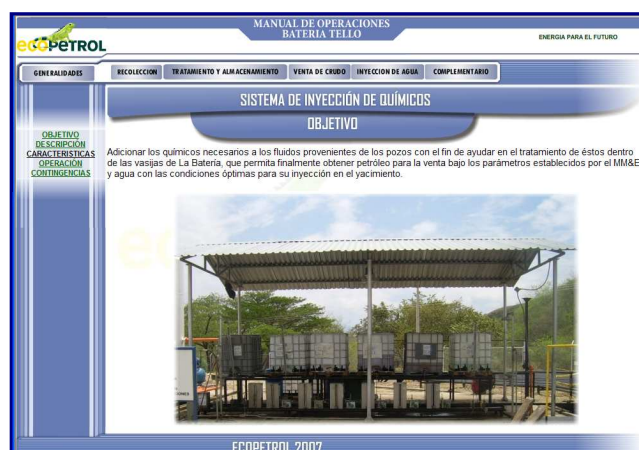 MANUAL DE OPERACIONES
BATERIA TELLO
ecoPETROL
ENERGIA PARA EL FUTURO
GENERALIDADES
RECOLECCION
TRATAMIENTO Y ALMACENAMIENTO
VENTA DE CRUDO
INYECCION DE AGUA
COMPLEMENTARIO
SISTEMA DE INYECCIÓN DE QUÍMICOS
OBJETIVO
OBJETIVO
DESCRIPCIÓN
CARACTERISTICAS
OPERACIÓN
CONTINGENCIAS
Adicionar los químicos necesarios a los fluidos provenientes de los pozos con el fin de ayudar en el tratamiento de éstos dentro
de las vasijas de La Batería, que permita finalmente obtener petróleo para la venta bajo los parámetros establecidos por el MM&E
y agua con las condiciones óptimas para su inyección en el yacimiento.
ECOPETROL 2007